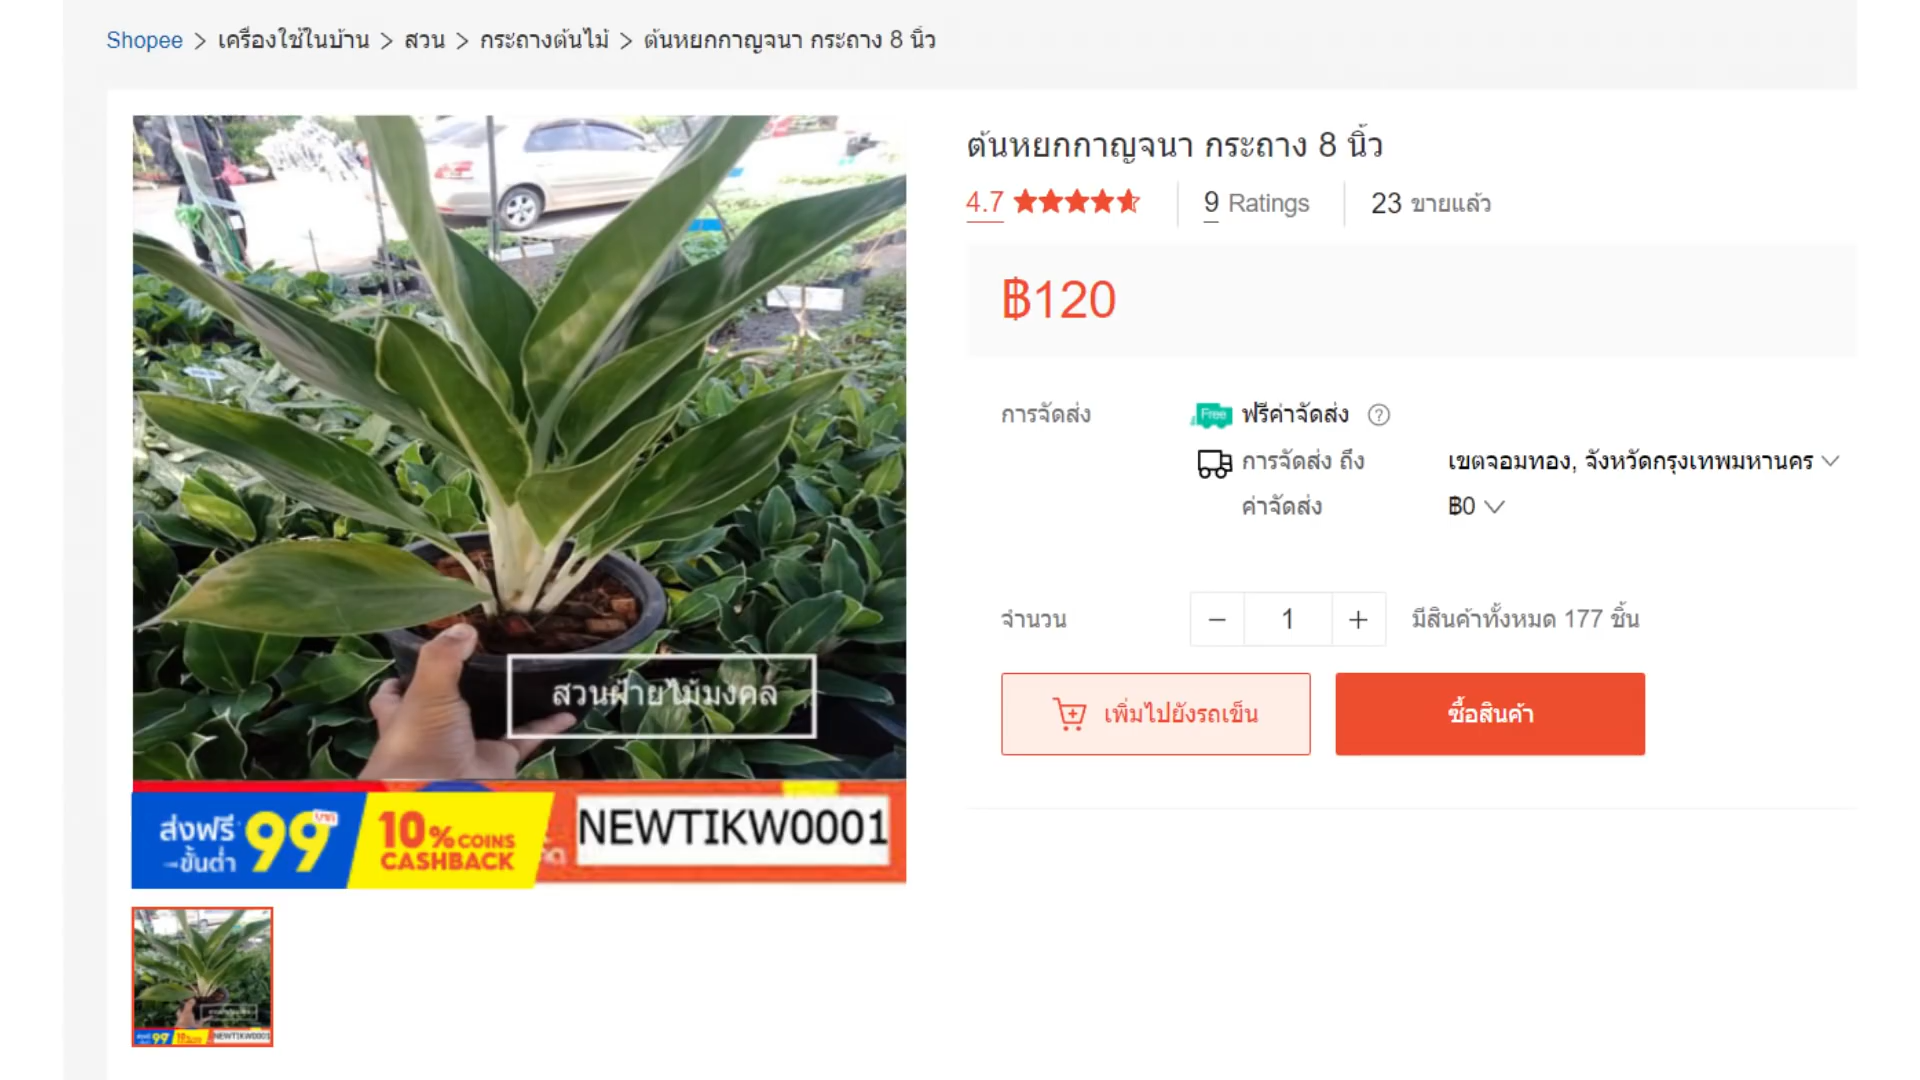 Shopee > เครื่องใช้ในบ้าน > สวน > กระถางต้นไม้ > ต้นหยกกาญจนา กระถาง 8 นิ้ว
ต้นหยกกาญจนา กระถาง 8 นิ้ว
4.7
9 Ratings
23 ขายแล้ว
฿120
การจัดส่ง
Free ฟรีค่าจัดส่ง ?
การจัดส่ง ถึง เขตจอมทอง, จังหวัดกรุงเทพมหานคร
ค่าจัดส่ง ฿0
จำนวน − 1 + มีสินค้าทั้งหมด 177 ชิ้น
เพิ่มไปยังรถเข็น
ซื้อสินค้า
สวนฝ้ายไม้มงคล
ส่งฟรี 99 บาท
ขั้นต่ำ
10% COINS
CASHBACK
NEWTIKW0001
99
NEWTIKW0001